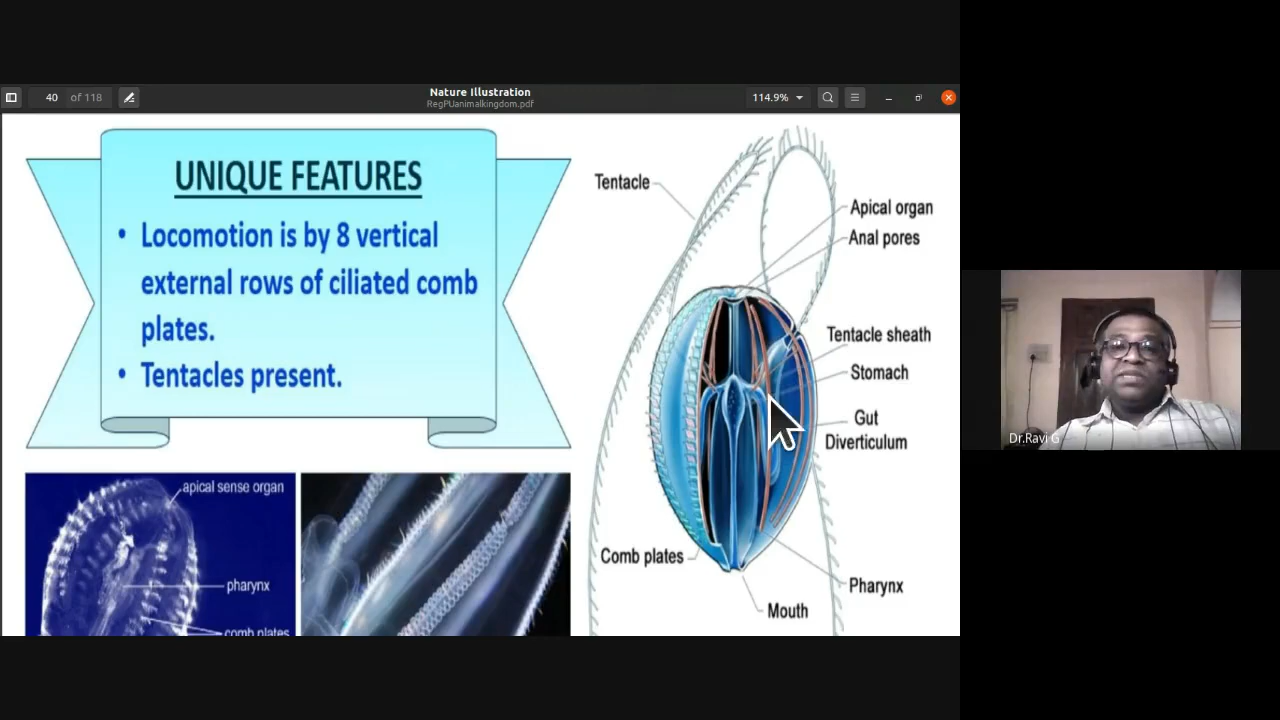 Nature Illustration
RegPUanimalkingdom.pdf
40 of 118
114.9%
UNIQUE FEATURES
• Locomotion is by 8 vertical
external rows of ciliated comb
plates.
• Tentacles present.
Tentacle
Apical organ
Anal pores
Tentacle sheath
Stomach
Gut
Diverticulum
Comb plates
Pharynx
Mouth
apical sense organ
pharynx
comb plates
Dr.Ravi G